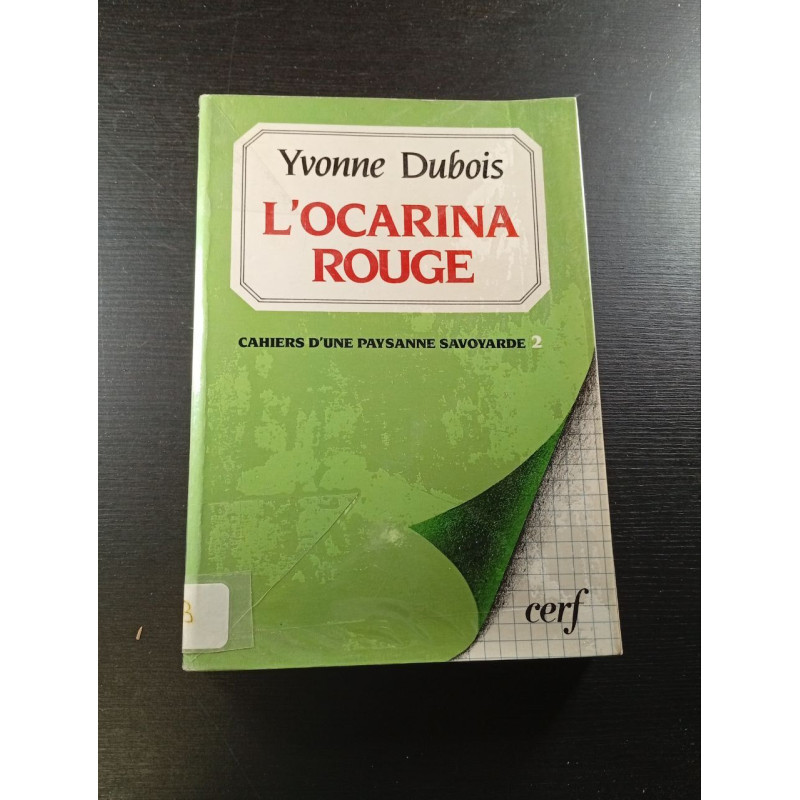 Yvonne Dubois
L'OCARINA
ROUGE
CAHIERS D'UNE PAYSANNE SAVOYARDE 2
cerf